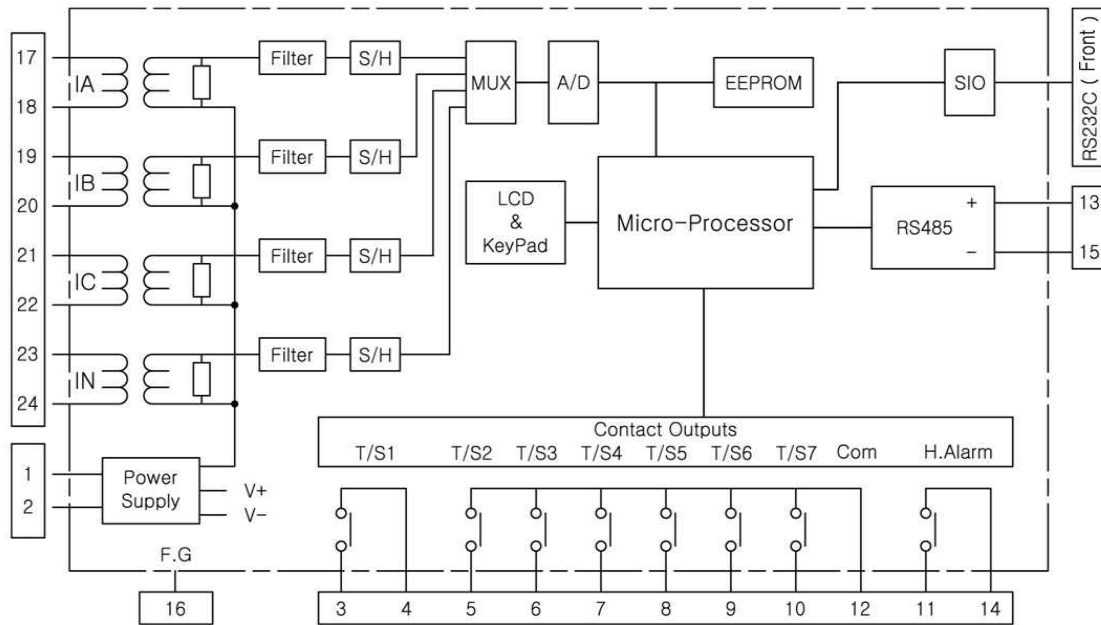 17
IA
18
19
IB
20
21
IC
22
23
IN
24
1
2
Power
Supply
V+
V-
F.G
16
Filter
S/H
Filter
S/H
Filter
S/H
Filter
S/H
MUX
A/D
EEPROM
SIO
RS232C ( Front )
LCD
&
KeyPad
Micro-Processor
RS485
+
-
13
15
Contact Outputs
T/S1 T/S2 T/S3 T/S4 T/S5 T/S6 T/S7 Com H.Alarm
3 4 5 6 7 8 9 10 12 11 14